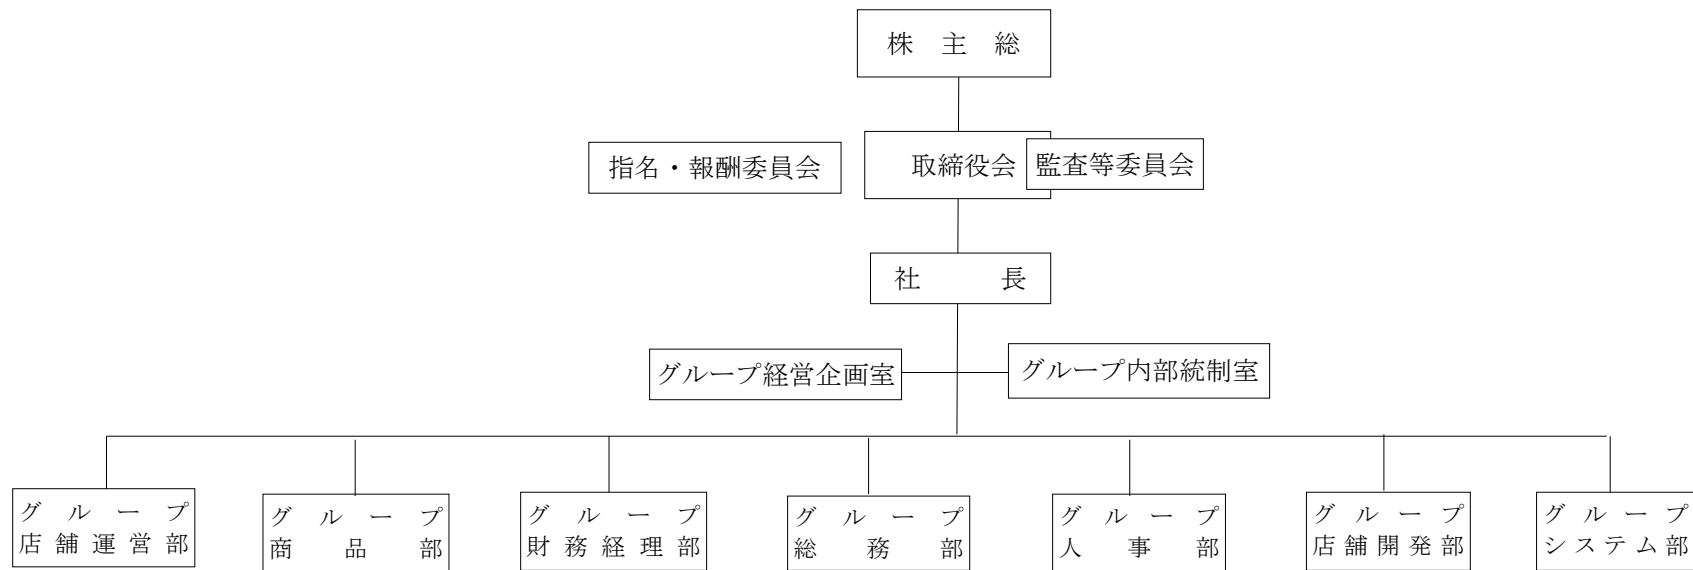 株主総
指名・報酬委員会
取締役会
監査等委員会
社長
グループ経営企画室
グループ内部統制室
グループ
店舗運営部
グループ
商品部
グループ
財務経理部
グループ
総務部
グループ
人事部
グループ
店舗開発部
グループ
システム部